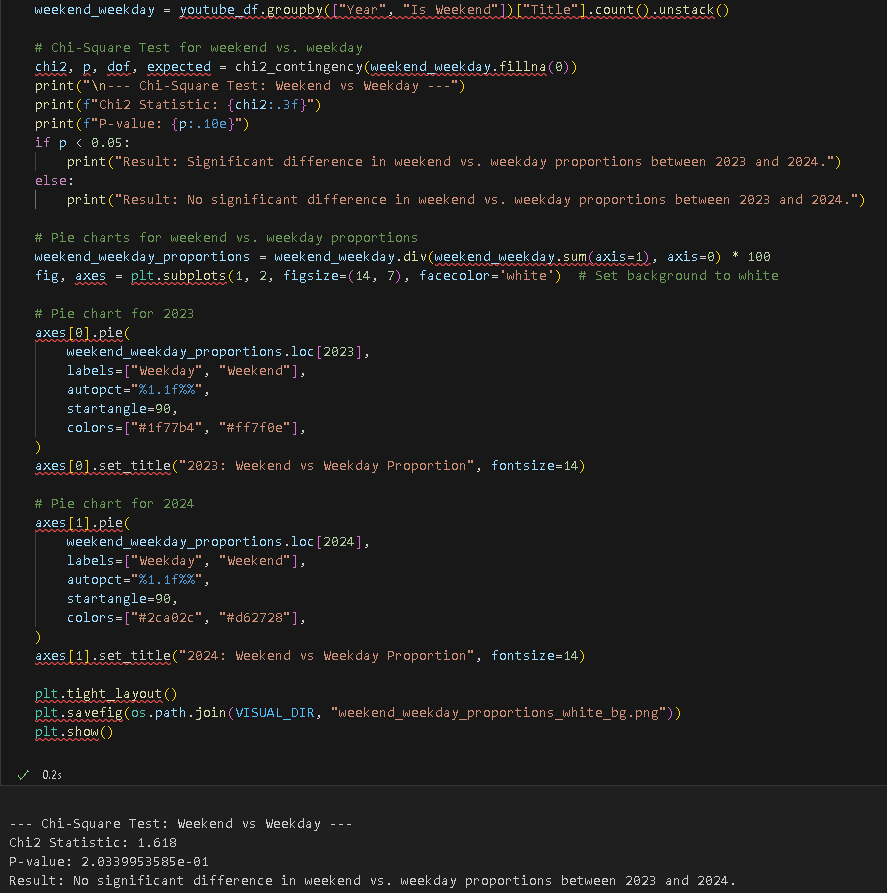 weekend_weekday = youtube_df.groupby(["Year", "Is Weekend"])["Title"].count().unstack()

# Chi-Square Test for weekend vs. weekday
chi2, p, dof, expected = chi2_contingency(weekend_weekday.fillna(0))
print("\n--- Chi-Square Test: Weekend vs Weekday ---")
print(f"Chi2 Statistic: {chi2:.3f}")
print(f"P-value: {p:.10e}")
if p < 0.05:
    print("Result: Significant difference in weekend vs. weekday proportions between 2023 and 2024.")
else:
    print("Result: No significant difference in weekend vs. weekday proportions between 2023 and 2024.")

# Pie charts for weekend vs. weekday proportions
weekend_weekday_proportions = weekend_weekday.div(weekend_weekday.sum(axis=1), axis=0) * 100
fig, axes = plt.subplots(1, 2, figsize=(14, 7), facecolor='white')  # Set background to white

# Pie chart for 2023
axes[0].pie(
    weekend_weekday_proportions.loc[2023],
    labels=["Weekday", "Weekend"],
    autopct="%1.1f%%",
    startangle=90,
    colors=["#1f77b4", "#ff7f0e"],
)
axes[0].set_title("2023: Weekend vs Weekday Proportion", fontsize=14)

# Pie chart for 2024
axes[1].pie(
    weekend_weekday_proportions.loc[2024],
    labels=["Weekday", "Weekend"],
    autopct="%1.1f%%",
    startangle=90,
    colors=["#2ca02c", "#d62728"],
)
axes[1].set_title("2024: Weekend vs Weekday Proportion", fontsize=14)

plt.tight_layout()
plt.savefig(os.path.join(VISUAL_DIR, "weekend_weekday_proportions_white_bg.png"))
plt.show()

✓ 0.2s

--- Chi-Square Test: Weekend vs Weekday ---
Chi2 Statistic: 1.618
P-value: 2.0339953585e-01
Result: No significant difference in weekend vs. weekday proportions between 2023 and 2024.